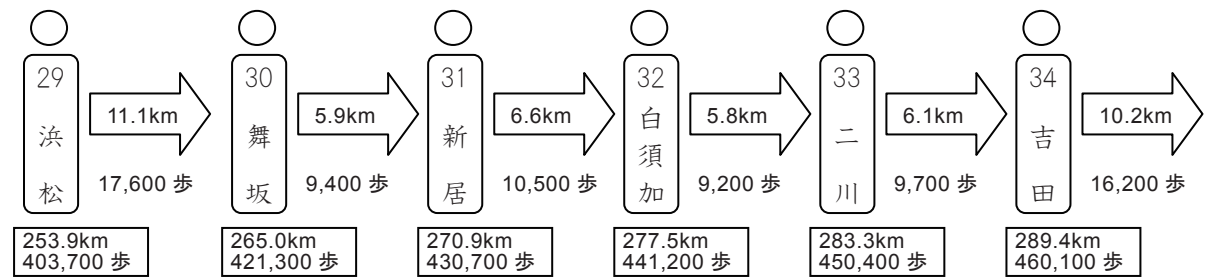 29
浜松
11.1km
17,600 歩
253.9km
403,700 歩
30
舞坂
5.9km
9,400 歩
265.0km
421,300 歩
31
新居
6.6km
10,500 歩
270.9km
430,700 歩
32
白須加
5.8km
9,200 歩
277.5km
441,200 歩
33
二川
6.1km
9,700 歩
283.3km
450,400 歩
34
吉田
10.2km
16,200 歩
289.4km
460,100 歩